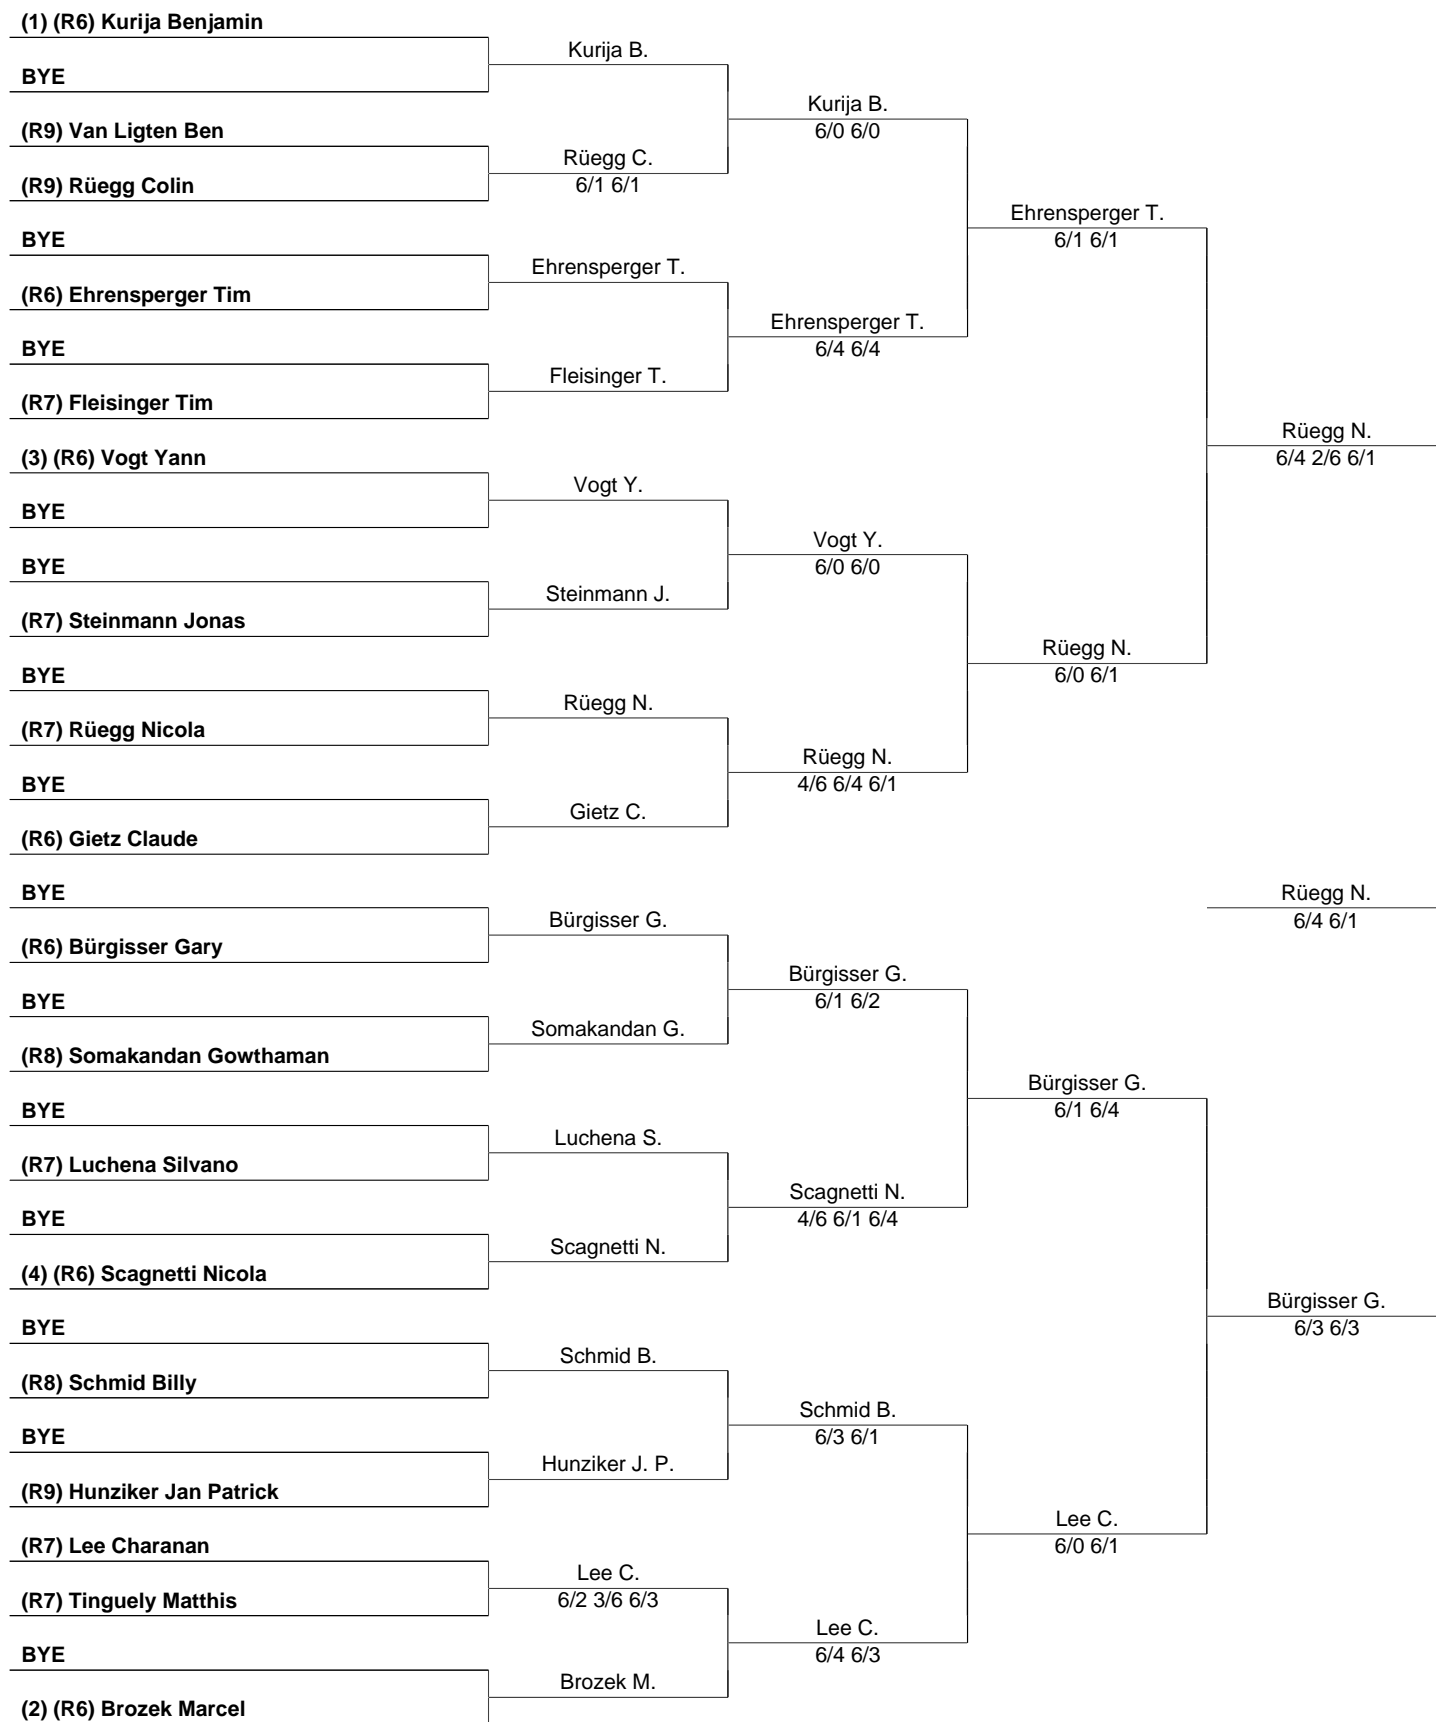 (1) (R6) Kurija Benjamin
Kurija B.
BYE
Kurija B.
6/0 6/0
(R9) Van Ligten Ben
Rüegg C.
6/1 6/1
(R9) Rüegg Colin
Ehrensperger T.
6/1 6/1
BYE
Ehrensperger T.
(R6) Ehrensperger Tim
Ehrensperger T.
6/4 6/4
BYE
Fleisinger T.
(R7) Fleisinger Tim
Rüegg N.
6/4 2/6 6/1
(3) (R6) Vogt Yann
Vogt Y.
BYE
Vogt Y.
6/0 6/0
BYE
Steinmann J.
(R7) Steinmann Jonas
Rüegg N.
6/0 6/1
BYE
Rüegg N.
(R7) Rüegg Nicola
Rüegg N.
4/6 6/4 6/1
BYE
Gietz C.
(R6) Gietz Claude
BYE
Rüegg N.
6/4 6/1
Bürgisser G.
(R6) Bürgisser Gary
Bürgisser G.
6/1 6/2
BYE
Somakandan G.
(R8) Somakandan Gowthaman
Bürgisser G.
6/1 6/4
BYE
Luchena S.
(R7) Luchena Silvano
Scagnetti N.
4/6 6/1 6/4
BYE
Scagnetti N.
(4) (R6) Scagnetti Nicola
Bürgisser G.
6/3 6/3
BYE
Schmid B.
(R8) Schmid Billy
Schmid B.
6/3 6/1
BYE
Hunziker J. P.
(R9) Hunziker Jan Patrick
Lee C.
6/0 6/1
(R7) Lee Charanan
Lee C.
6/2 3/6 6/3
(R7) Tinguely Matthis
Lee C.
6/4 6/3
BYE
Brozek M.
(2) (R6) Brozek Marcel